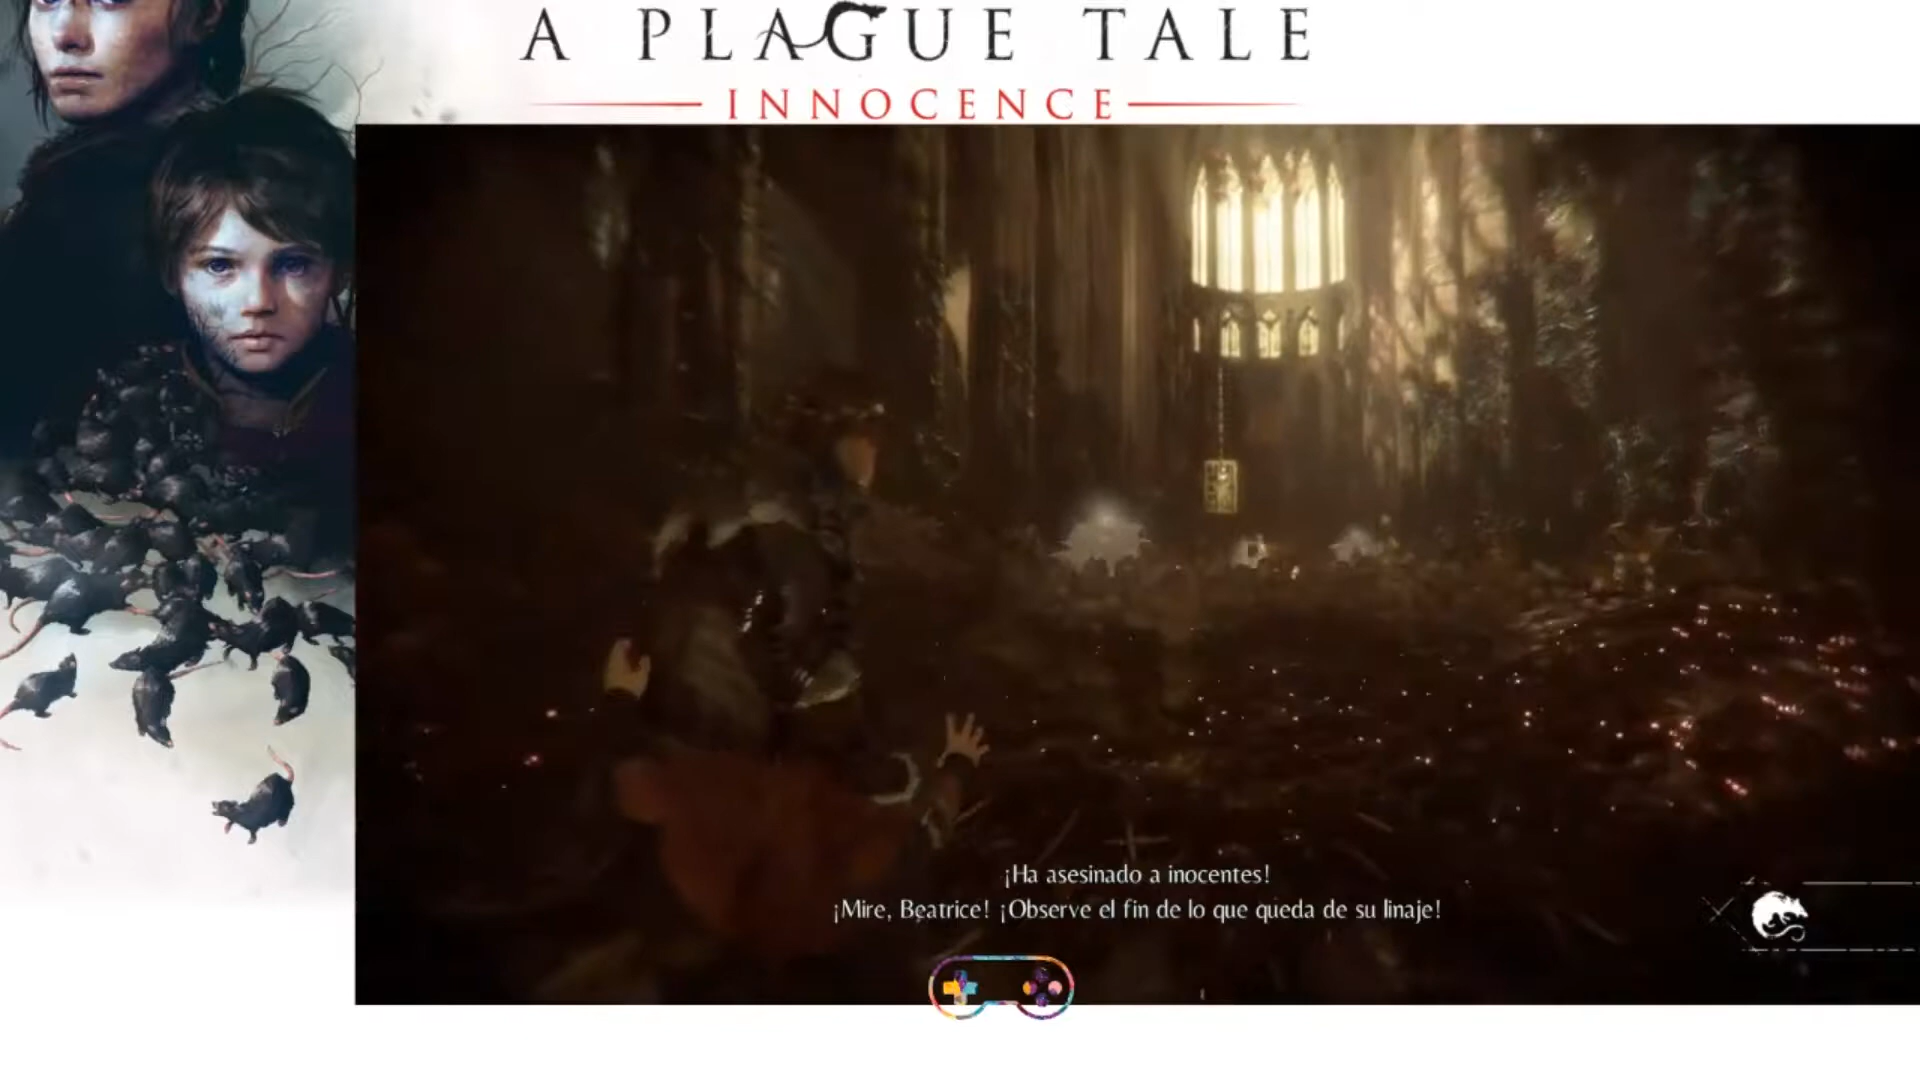 A PLAGUE TALE
INNOCENCE
¡Ha asesinado a inocentes!
¡Mire, Beatrice! ¡Observe el fin de lo que queda de su linaje!